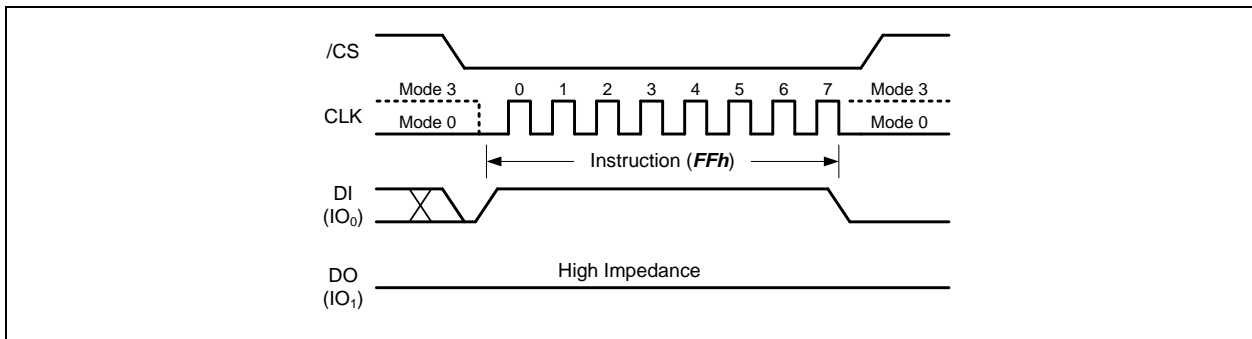 /CS
Mode 3 0 1 2 3 4 5 6 7 Mode 3
CLK
Mode 0 Mode 0
Instruction (FFh)
DI
(IO₀)
High Impedance
DO
(IO₁)